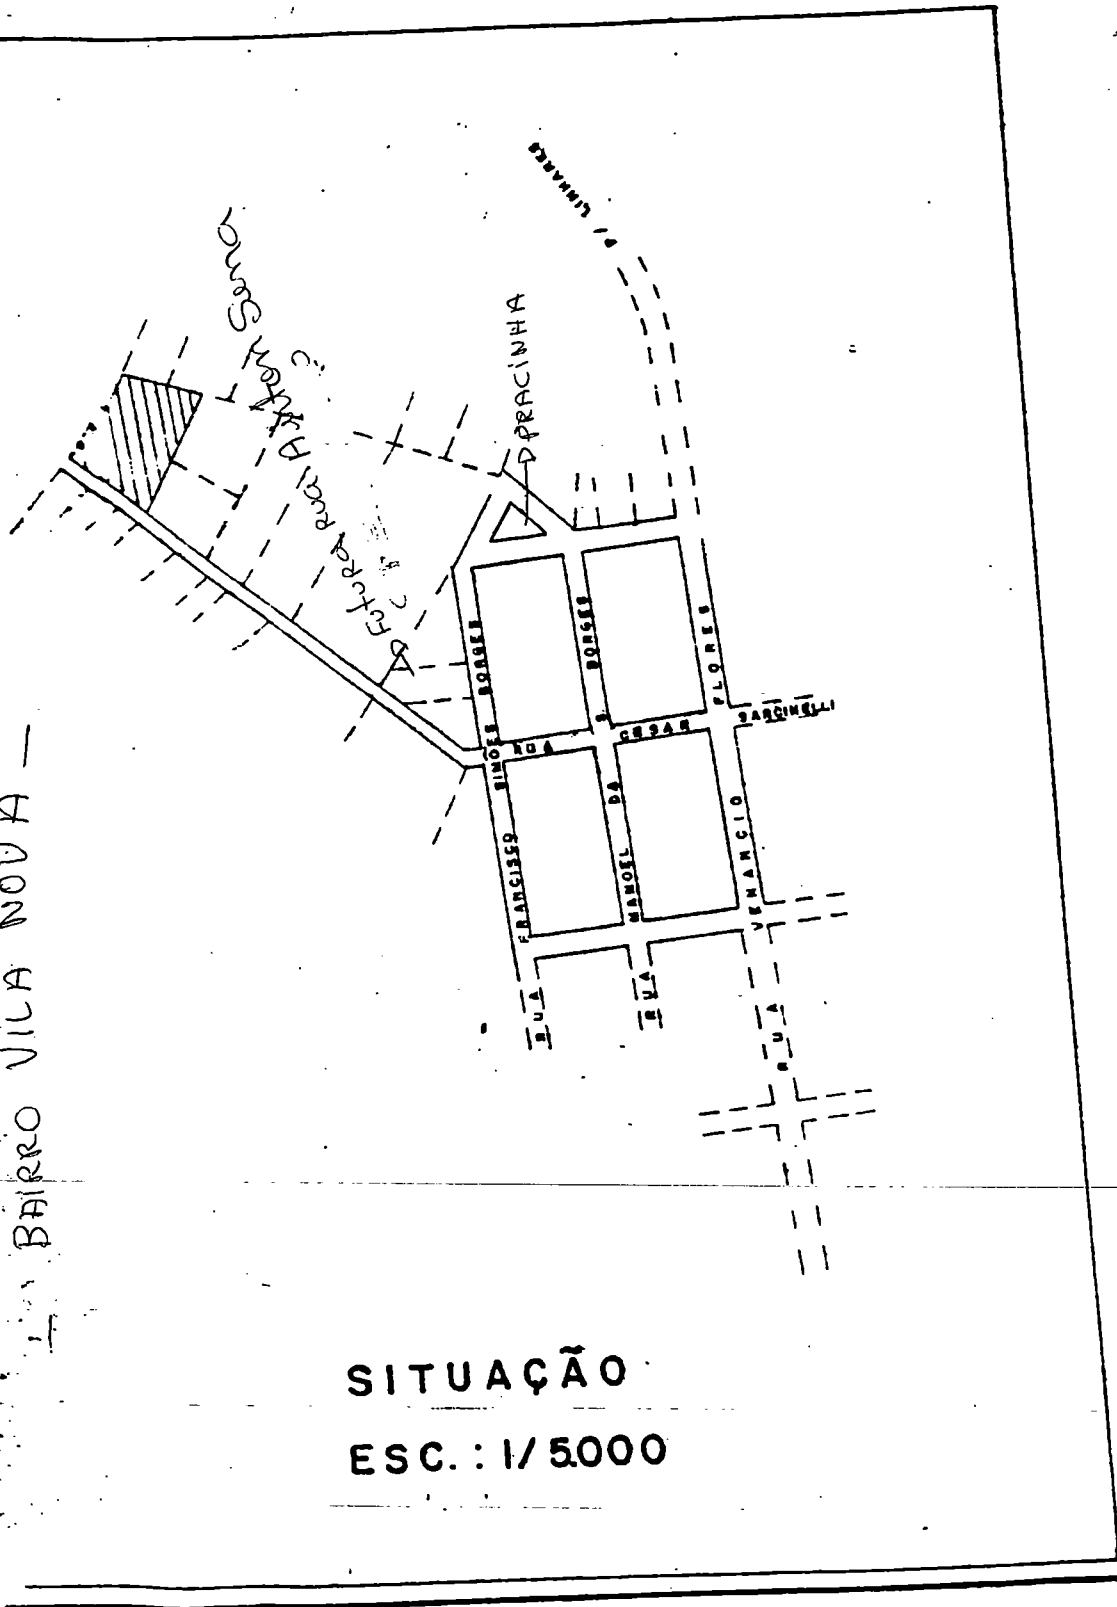 P/ LINHARES
PRACINHA
Futura Rua
RUA FRANCISCO SIMÕES BORGES
RUA MANOEL DA S. BORGES
RUA VENANCIO FLORES
RUA CESAR SARCINELLI
BAIRRO VILA NOVA
SITUAÇÃO
ESC.: 1/5000